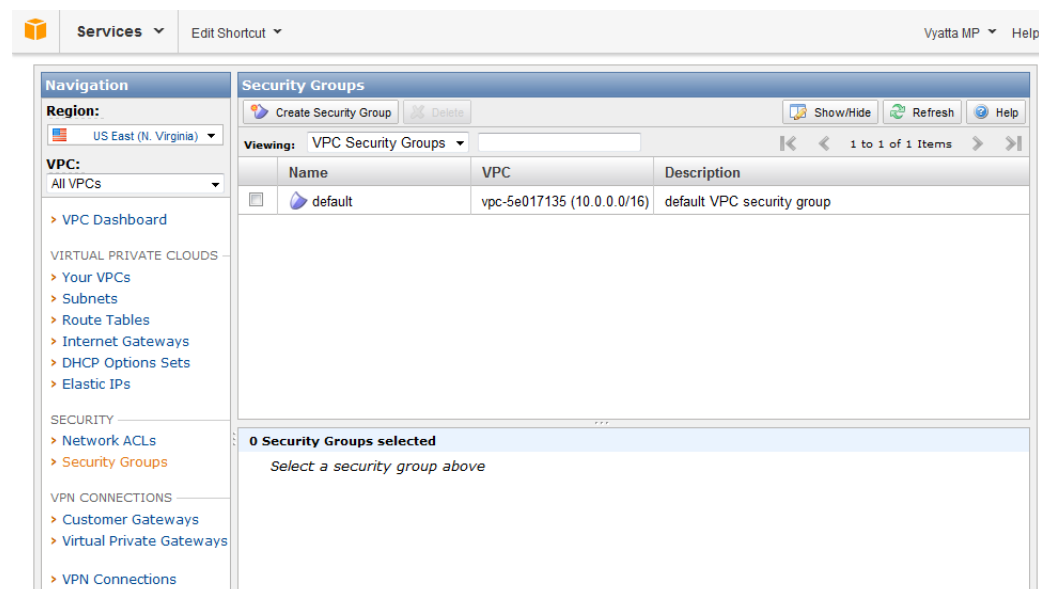 Services Edit Shortcut Vyatta MP Help
Navigation
Region:
US East (N. Virginia)
VPC:
All VPCs
VPC Dashboard
VIRTUAL PRIVATE CLOUDS
Your VPCs
Subnets
Route Tables
Internet Gateways
DHCP Options Sets
Elastic IPs
SECURITY
Network ACLs
Security Groups
VPN CONNECTIONS
Customer Gateways
Virtual Private Gateways
VPN Connections
Security Groups
Create Security Group Delete Show/Hide Refresh Help
Viewing: VPC Security Groups 1 to 1 of 1 Items
Name VPC Description
default vpc-5e017135 (10.0.0.0/16) default VPC security group
0 Security Groups selected
Select a security group above